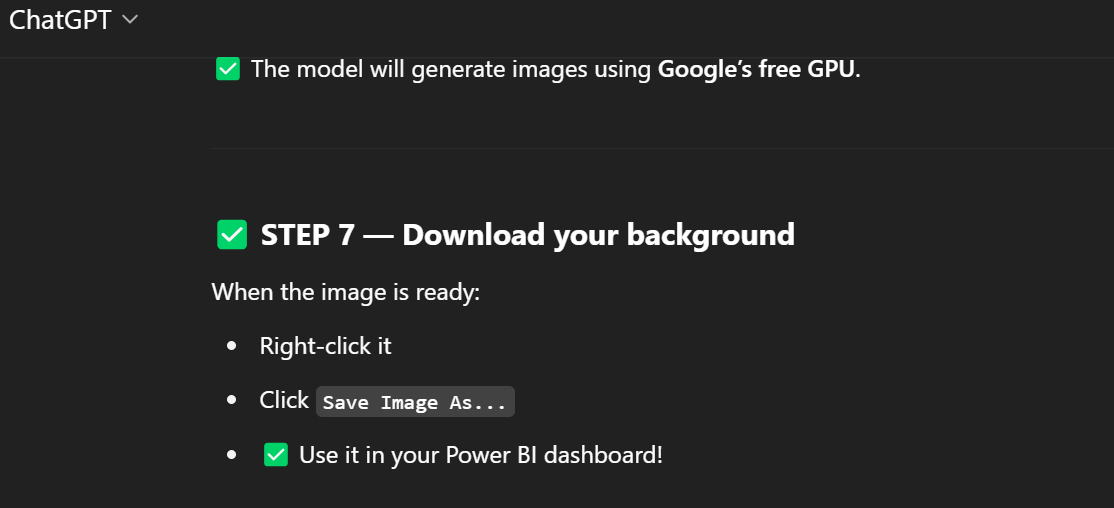 ChatGPT
✅ The model will generate images using Google’s free GPU.
✅ STEP 7 — Download your background
When the image is ready:
• Right-click it
• Click Save Image As...
• ✅ Use it in your Power BI dashboard!